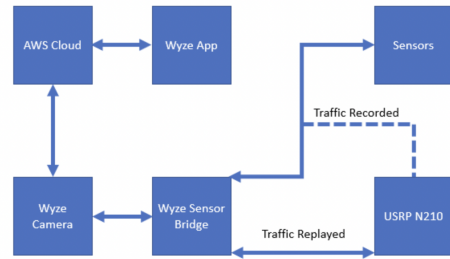 AWS Cloud
Wyze App
Sensors
Traffic Recorded
Wyze
Camera
Wyze Sensor
Bridge
USRP N210
Traffic Replayed